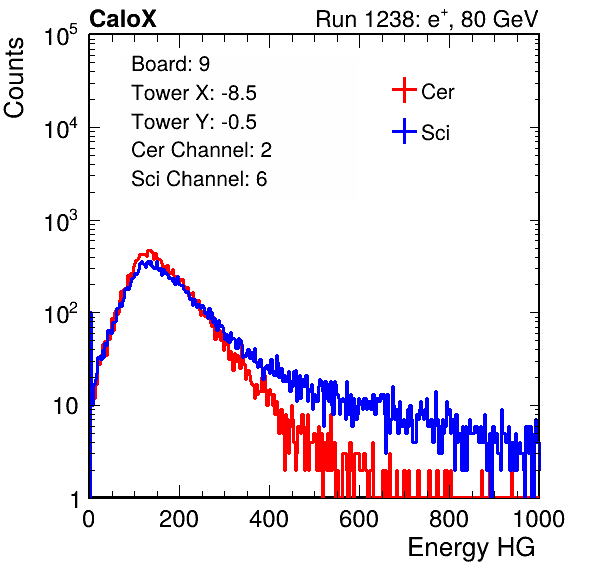 CaloX Run 1238: e⁺, 80 GeV
Counts
10⁵
10⁴
10³
10²
10
1
Board: 9
Tower X: -8.5
Tower Y: -0.5
Cer Channel: 2
Sci Channel: 6
Cer
Sci
0 200 400 600 800 1000
Energy HG